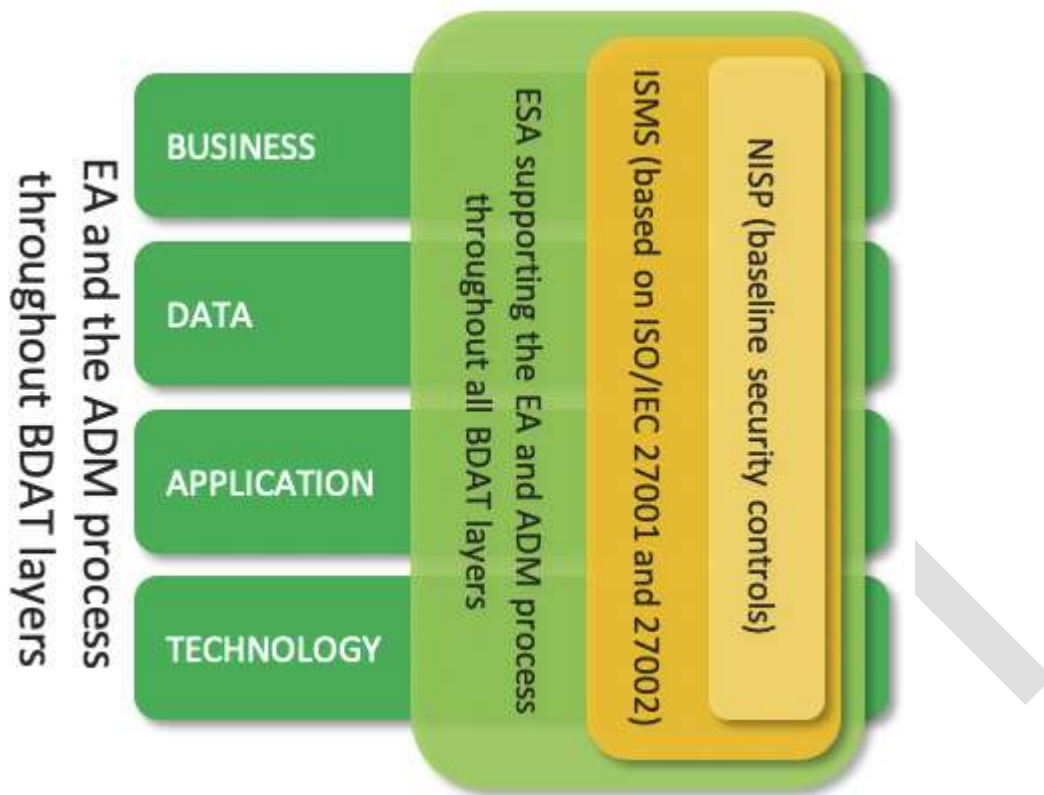 EA and the ADM process
throughout BDAT layers
BUSINESS
DATA
APPLICATION
TECHNOLOGY
ESA supporting the EA and ADM process
throughout all BDAT layers
ISMS (based on ISO/IEC 27001 and 27002)
NISP (baseline security controls)